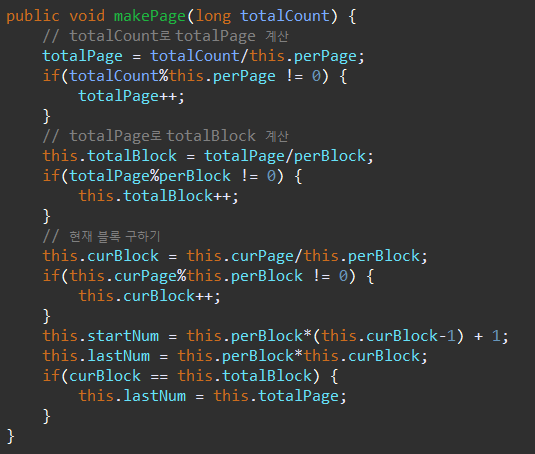 public void makePage(long totalCount) {
    // totalCount로 totalPage 계산
    totalPage = totalCount/this.perPage;
    if(totalCount%this.perPage != 0) {
        totalPage++;
    }
    // totalPage로 totalBlock 계산
    this.totalBlock = totalPage/perBlock;
    if(totalPage%perBlock != 0) {
        this.totalBlock++;
    }
    // 현재 블록 구하기
    this.curBlock = this.curPage/this.perBlock;
    if(this.curPage%this.perBlock != 0) {
        this.curBlock++;
    }
    this.startNum = this.perBlock*(this.curBlock-1) + 1;
    this.lastNum = this.perBlock*this.curBlock;
    if(curBlock == this.totalBlock) {
        this.lastNum = this.totalPage;
    }
}